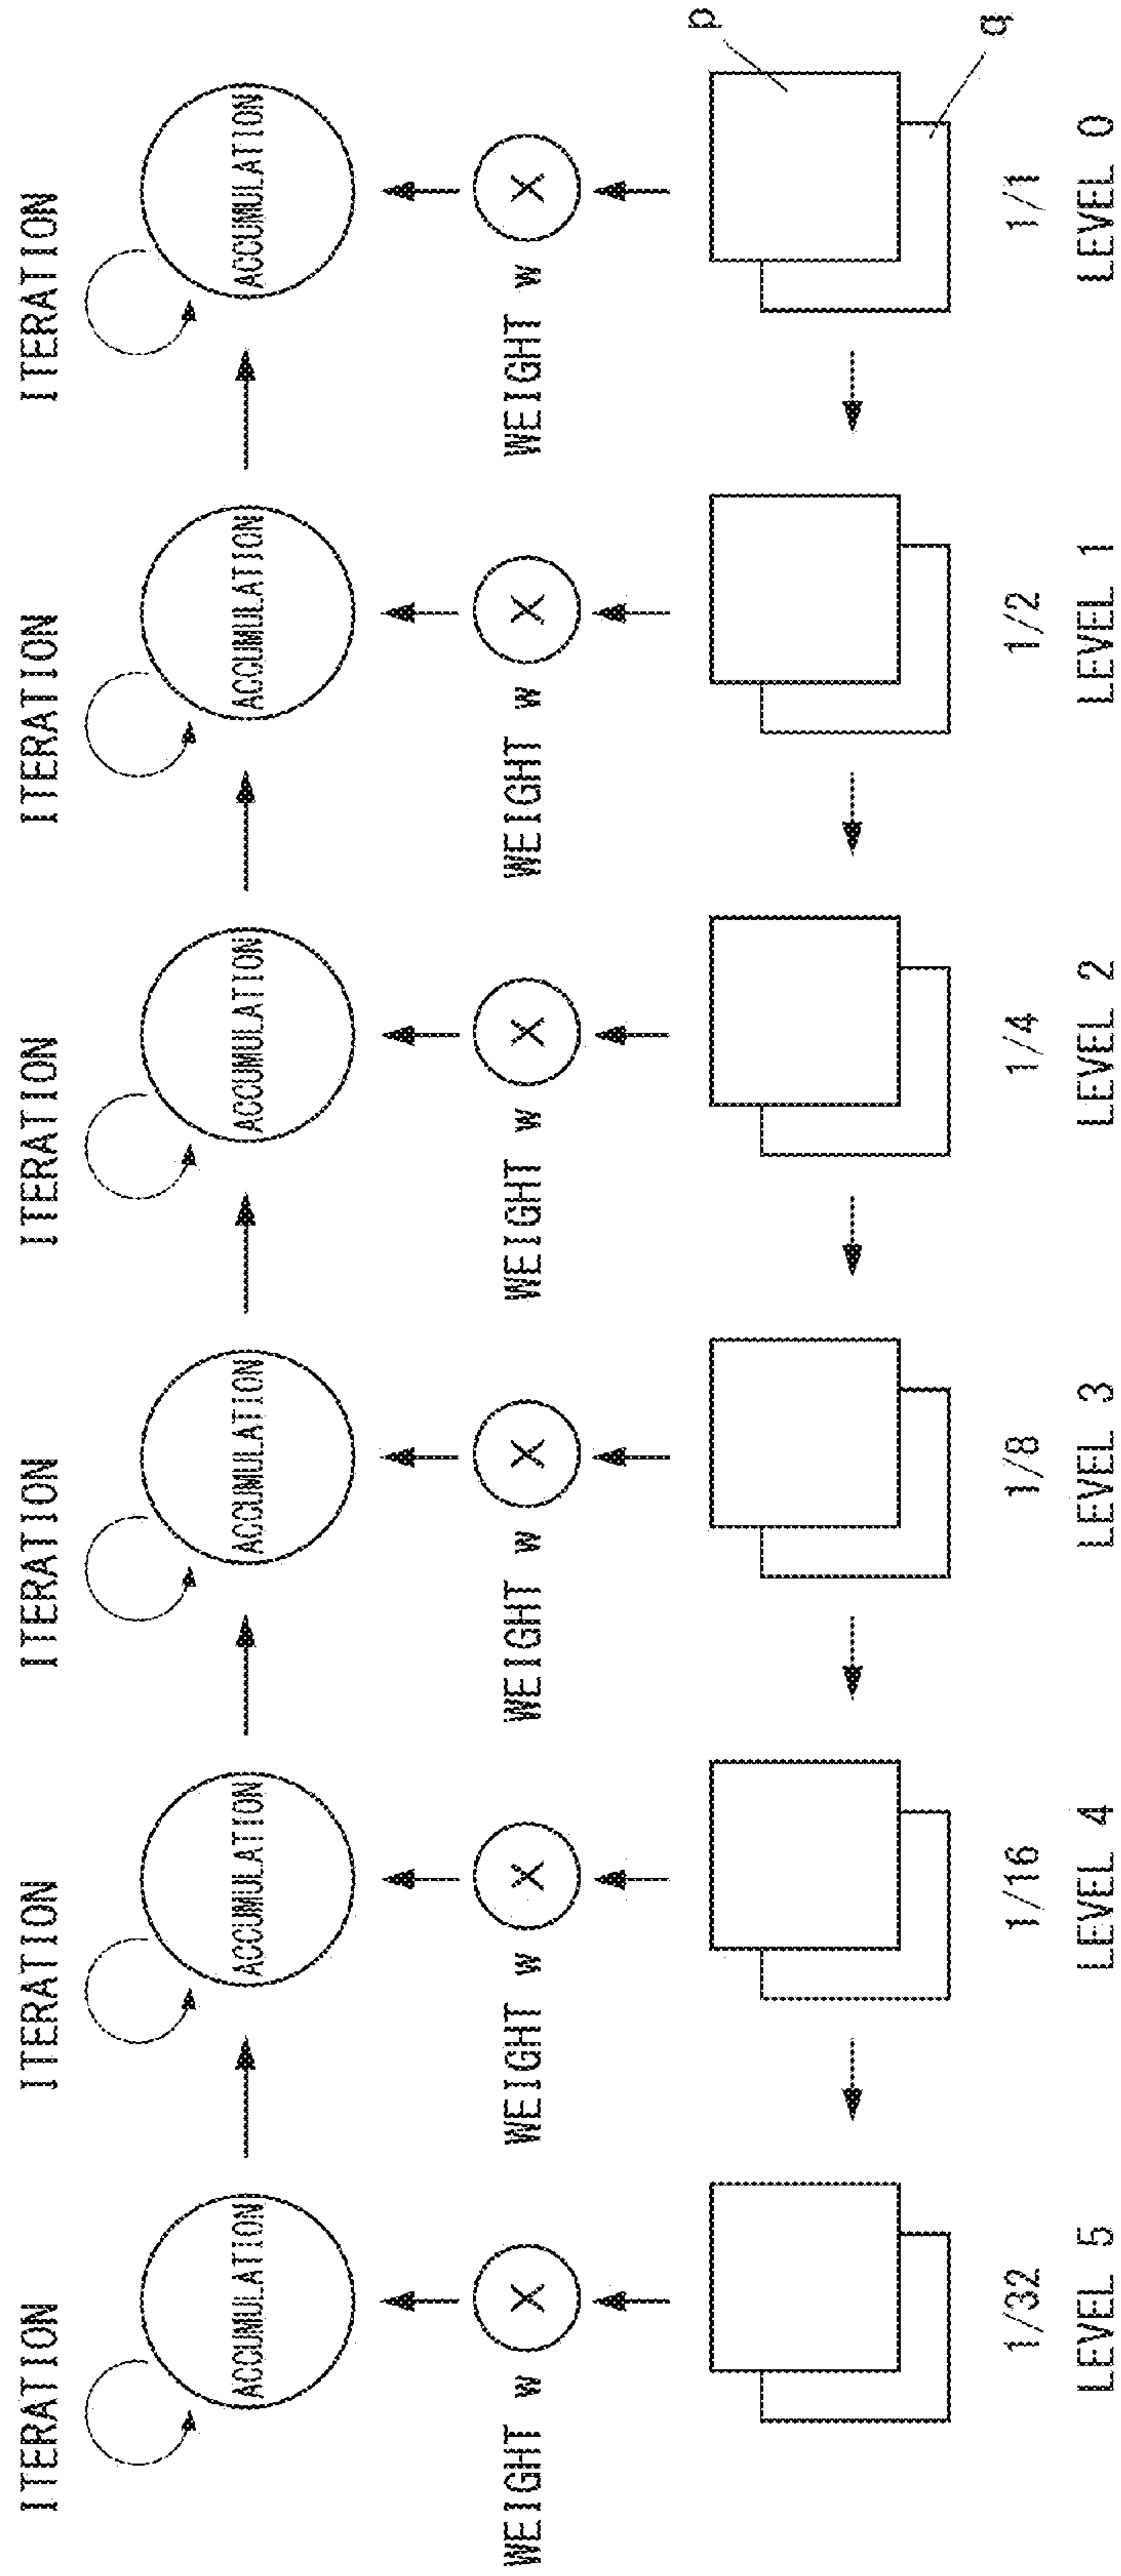 ITERATION ITERATION ITERATION ITERATION ITERATION ITERATION
ACCUMULATION ACCUMULATION ACCUMULATION ACCUMULATION ACCUMULATION ACCUMULATION
WEIGHT w X WEIGHT w X WEIGHT w X WEIGHT w X WEIGHT w X WEIGHT w X
p
q
1/32 1/16 1/8 1/4 1/2 1/1
LEVEL 5 LEVEL 4 LEVEL 3 LEVEL 2 LEVEL 1 LEVEL 0